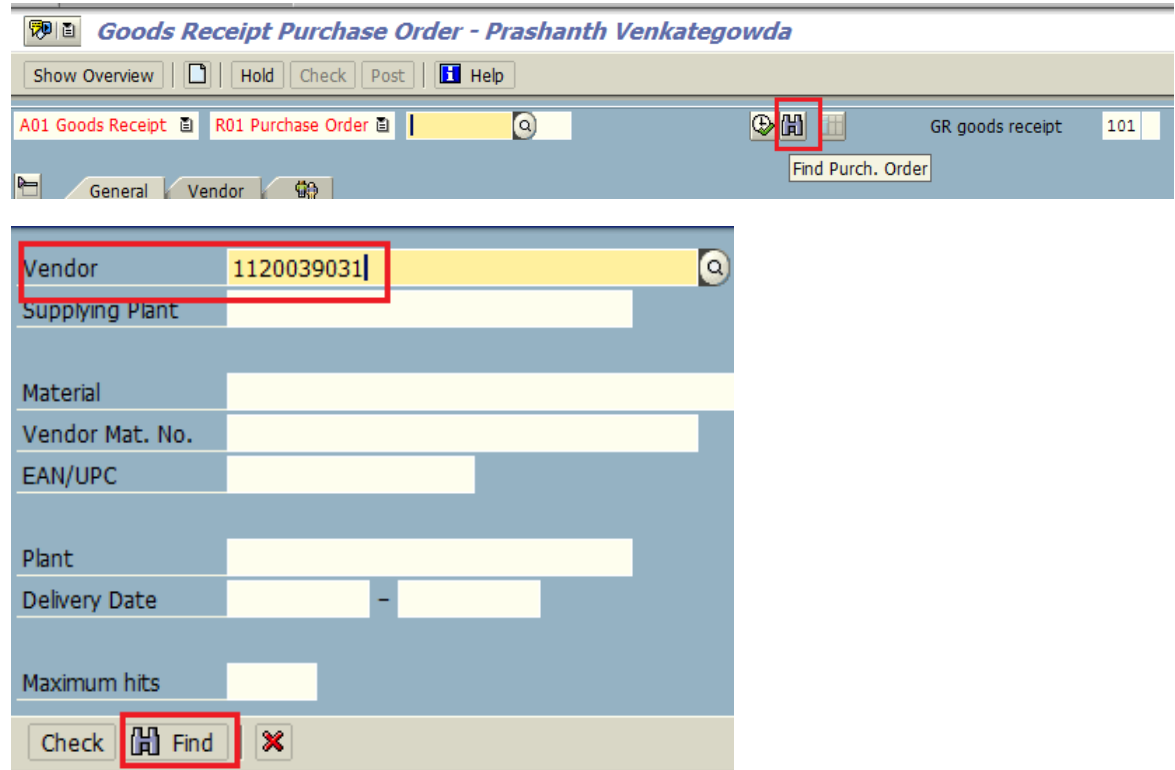 Goods Receipt Purchase Order - Prashanth Venkategowda
Show Overview Hold Check Post Help
A01 Goods Receipt R01 Purchase Order GR goods receipt 101
Find Purch. Order
General Vendor
Vendor 1120039031
Supplying Plant
Material
Vendor Mat. No.
EAN/UPC
Plant
Delivery Date –
Maximum hits
Check Find